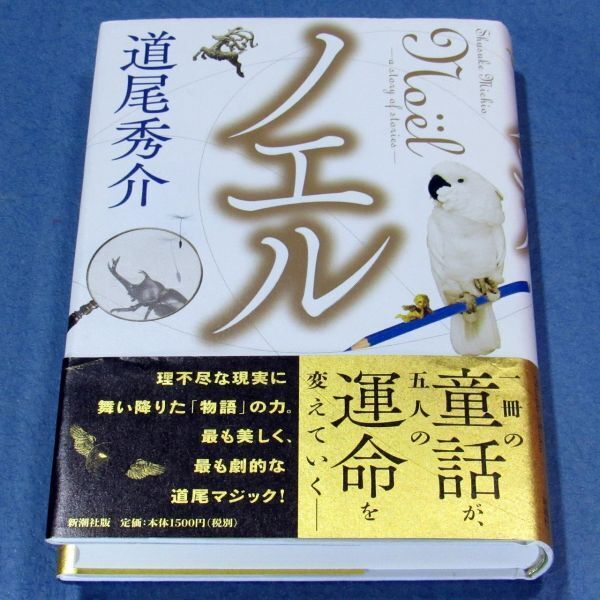 Shusuke Michio
Noël
—a story of stories—
ノエル
道尾秀介
一冊の
童話が、
五人の
運命を
変えていく——
理不尽な現実に
舞い降りた「物語」の力。
最も美しく、
最も劇的な
道尾マジック!
新潮社版 定価:本体1500円(税別)